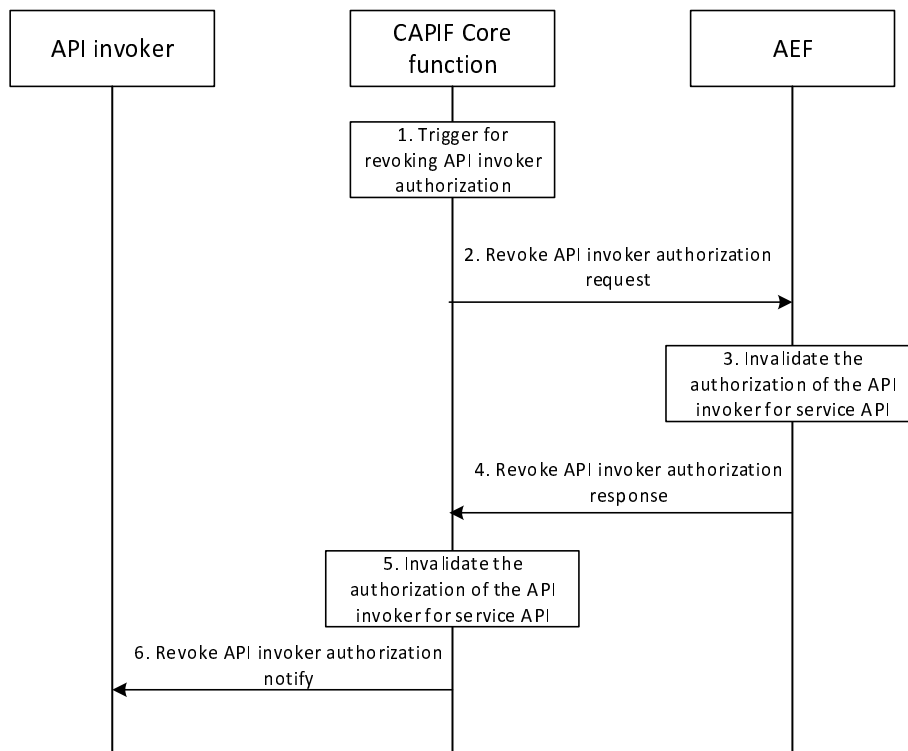 API invoker
CAPIF Core
function
AEF
1. Trigger for
revoking API invoker
authorization
2. Revoke API invoker authorization
request
3. Invalidate the
authorization of the API
invoker for service API
4. Revoke API invoker authorization
response
5. Invalidate the
authorization of the API
invoker for service API
6. Revoke API invoker authorization
notify